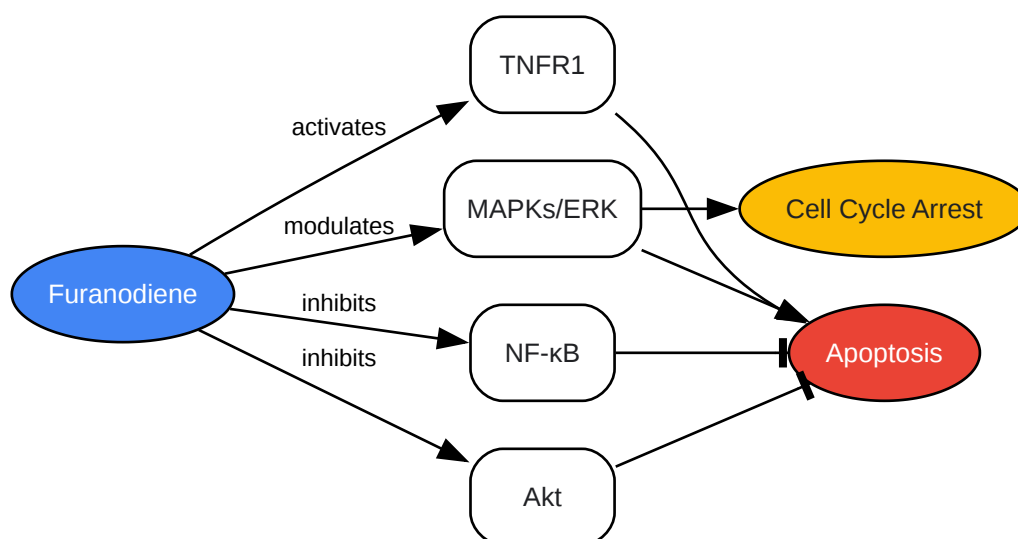 TNFR1
activates
MAPKs/ERK
Cell Cycle Arrest
modulates
Furanodiene
inhibits
NF-κB
Apoptosis
inhibits
Akt